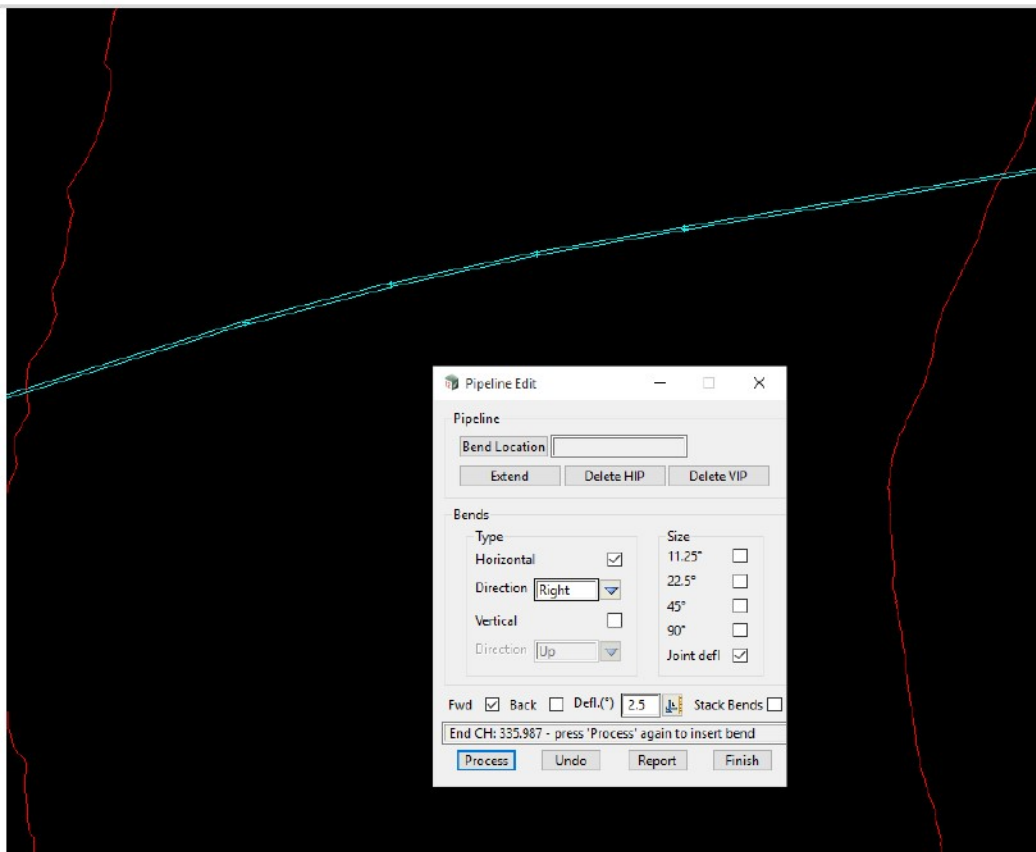 Pipeline Edit
Pipeline
Bend Location
Extend Delete HIP Delete VIP
Bends
Type
Horizontal
Direction Right
Vertical
Direction Up
Size
11.25°
22.5°
45°
90°
Joint defl
Fwd Back Defl.(°) 2.5 Stack Bends
End CH: 335.987 - press 'Process' again to insert bend
Process Undo Report Finish